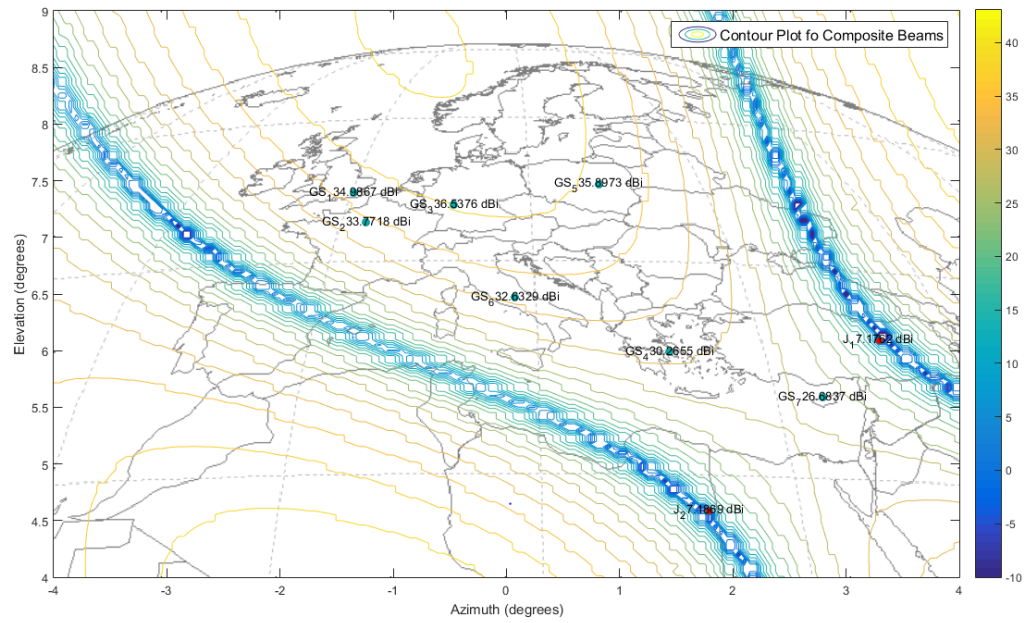 9
8.5
8
7.5
7
6.5
6
5.5
5
4.5
4
Elevation (degrees)
Contour Plot fo Composite Beams
GS5 35.8973 dBi
GS1 34.9867 dBi
GS3 36.5376 dBi
GS2 33.7718 dBi
GS6 32.6329 dBi
J1 7.1762 dBi
GS4 30.2655 dBi
GS7 26.6837 dBi
J2 7.1869 dBi
-4 -3 -2 -1 0 1 2 3 4
Azimuth (degrees)
40
30
20
15
10
5
0
-5
-10